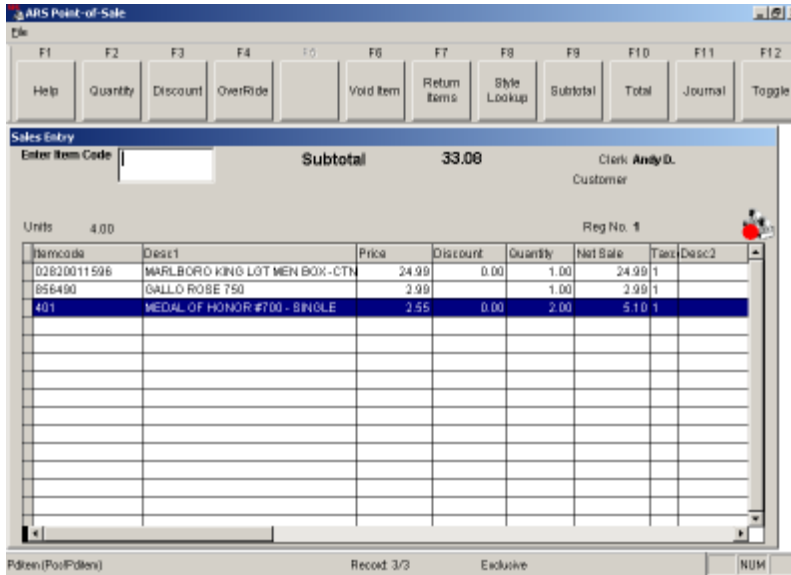 ARS Point-of-Sale
File
F1 F2 F3 F4 F5 F6 F7 F8 F9 F10 F11 F12
Help Quantity Discount OverRide Void Item Return Items Style Lookup Subtotal Total Journal Toggle
Sales Entry
Enter Item Code Subtotal 33.08 Clerk Andy D.
Customer
Units 4.00 Reg No. 1
Itemcode Desc1 Price Discount Quantity Net Sale Taxc Desc2
02820011596 MARLBORO KING LGT MEN BOX-CTN 24.99 0.00 1.00 24.99 1
856490 GALLO ROSE 750 2.99 1.00 2.99 1
401 MEDAL OF HONOR #700 - SINGLE 2.55 0.00 2.00 5.10 1
Record: 3/3 Exclusive NUM